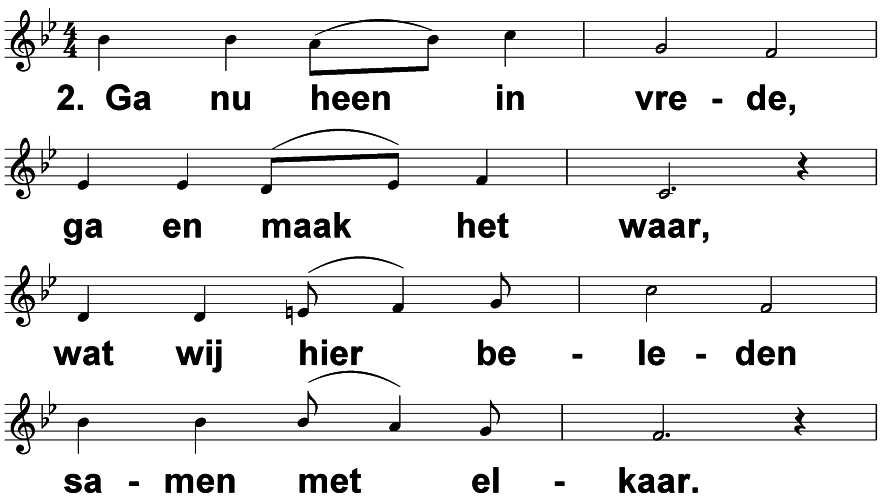 2. Ga nu heen in vre - de,
ga en maak het waar,
wat wij hier be - le - den
sa - men met el - kaar.